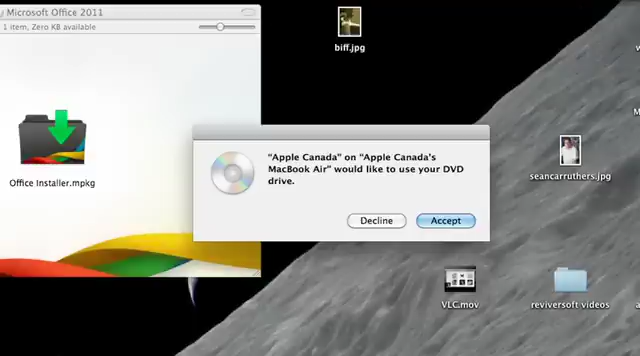 Microsoft Office 2011
1 item, Zero KB available
biff.jpg
Office Installer.mpkg
"Apple Canada" on "Apple Canada's
MacBook Air" would like to use your DVD
drive.
Decline
Accept
seancarruthers.jpg
VLC.mov
reviversoft videos